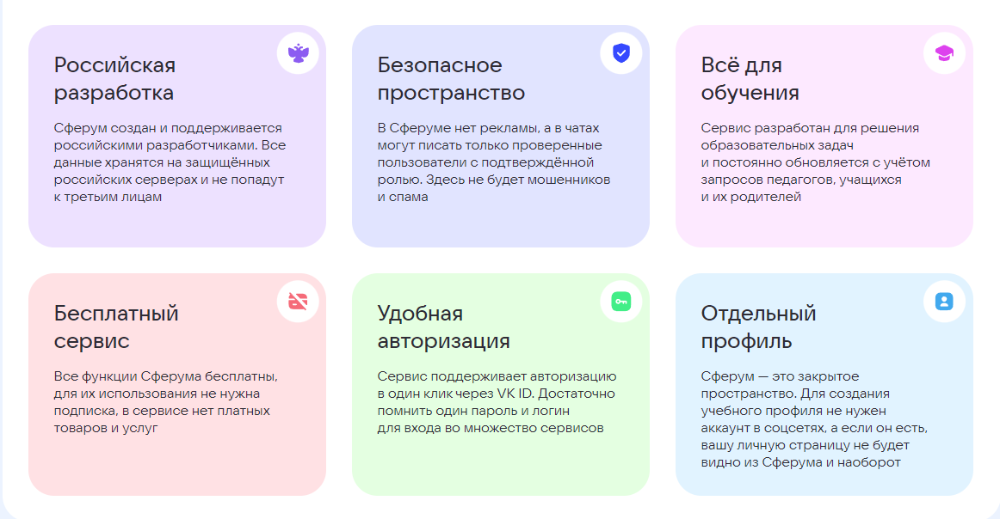 Российская
разработка
Сферум создан и поддерживается
российскими разработчиками. Все
данные хранятся на защищённых
российских серверах и не попадут
к третьим лицам
Безопасное
пространство
В Сферуме нет рекламы, а в чатах
могут писать только проверенные
пользователи с подтверждённой
ролью. Здесь не будет мошенников
и спама
Всё для
обучения
Сервис разработан для решения
образовательных задач
и постоянно обновляется с учётом
запросов педагогов, учащихся
и их родителей
Бесплатный
сервис
Все функции Сферума бесплатны,
для их использования не нужна
подписка, в сервисе нет платных
товаров и услуг
Удобная
авторизация
Сервис поддерживает авторизацию
в один клик через VK ID. Достаточно
помнить один пароль и логин
для входа во множество сервисов
Отдельный
профиль
Сферум — это закрытое
пространство. Для создания
учебного профиля не нужен
аккаунт в соцсетях, а если он есть,
вашу личную страницу не будет
видно из Сферума и наоборот